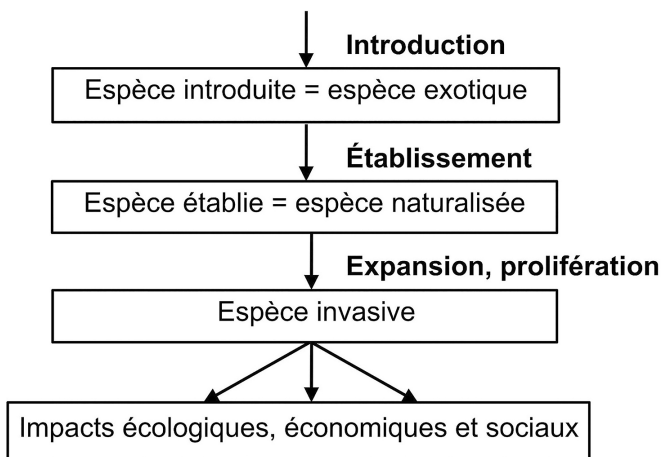 Introduction
Espèce introduite = espèce exotique
Établissement
Espèce établie = espèce naturalisée
Expansion, prolifération
Espèce invasive
Impacts écologiques, économiques et sociaux